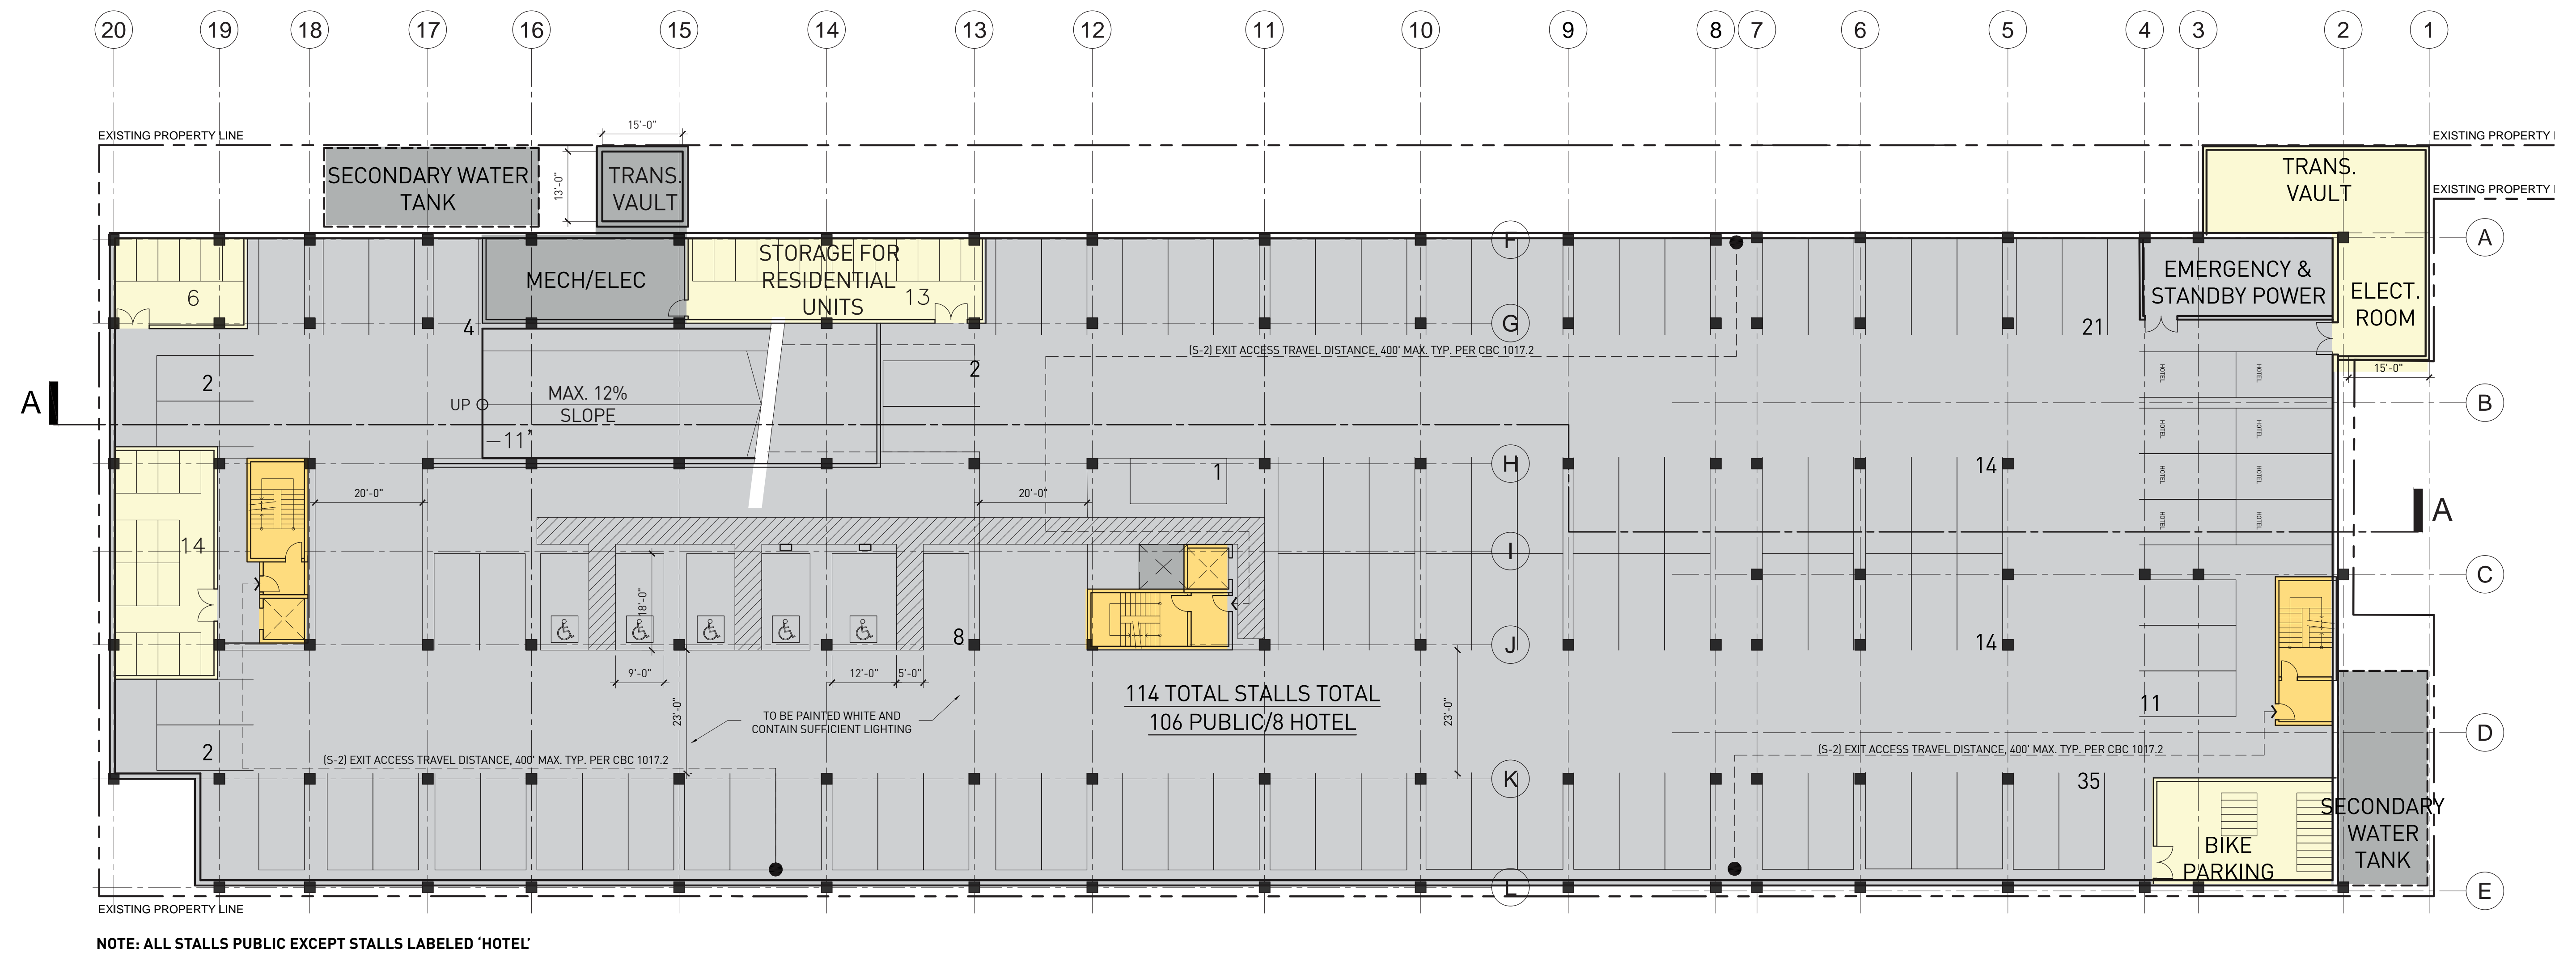 20 19 18 17 16 15 14 13 12 11 10 9 8 7 6 5 4 3 2 1
EXISTING PROPERTY LINE
15'-0"
EXISTING PROPERTY
SECONDARY WATER
TANK
13'-0"
TRANS.
VAULT
TRANS.
VAULT
EXISTING PROPERTY
F
A
STORAGE FOR
RESIDENTIAL
UNITS
MECH/ELEC
6
13
EMERGENCY &
STANDBY POWER
ELECT.
ROOM
4
G
21
(S-2) EXIT ACCESS TRAVEL DISTANCE, 400' MAX. TYP. PER CBC 1017.2
2
2
HOTEL
HOTEL
15'-0"
A
UP
MAX. 12%
SLOPE
B
–11'
HOTEL
HOTEL
1
H
14
HOTEL
HOTEL
20'-0"
20'-0"
A
HOTEL
HOTEL
14
I
C
18'-0"
8
J
14
9'-0"
12'-0"
5'-0"
114 TOTAL STALLS TOTAL
106 PUBLIC/8 HOTEL
11
23'-0"
23'-0"
TO BE PAINTED WHITE AND
CONTAIN SUFFICIENT LIGHTING
D
2
(S-2) EXIT ACCESS TRAVEL DISTANCE, 400' MAX. TYP. PER CBC 1017.2
(S-2) EXIT ACCESS TRAVEL DISTANCE, 400' MAX. TYP. PER CBC 1017.2
K
35
SECONDARY
WATER
TANK
BIKE
PARKING
L
E
EXISTING PROPERTY LINE
NOTE: ALL STALLS PUBLIC EXCEPT STALLS LABELED ‘HOTEL’